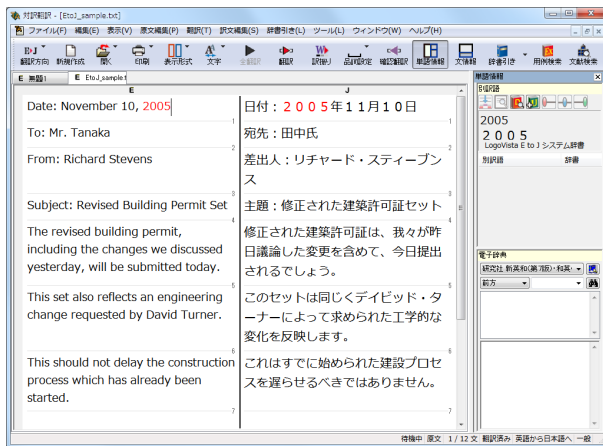 対訳翻訳 - [EtoJ_sample.txt]
ファイル(F) 編集(E) 表示(V) 原文編集(P) 翻訳(T) 訳文編集(S) 辞書引き(L) ツール(L) ウィンドウ(W) ヘルプ(H)
E▸J
翻訳方向 新規作成 開く 印刷 表示形式 文字 全翻訳 翻訳 訳振り 品詞設定 確認翻訳 単語情報 文情報 辞書引き 用例検索 文献検索
E 無題1 E EtoJ_sample.t
E J
Date: November 10, 2005 日付：２００５年１１月１０日
1 1
To: Mr. Tanaka 宛先：田中氏
2 2
From: Richard Stevens 差出人：リチャード・スティーブン
ス
3 3
Subject: Revised Building Permit Set 主題：修正された建築許可証セット
4 4
The revised building permit, 修正された建築許可証は、我々が昨
including the changes we discussed 日議論した変更を含めて、今日提出
yesterday, will be submitted today. されるでしょう。
5 5
This set also reflects an engineering このセットは同じくデイビッド・タ
change requested by David Turner. ーナーによって求められた工学的な
変化を反映します。
6 6
This should not delay the construction これはすでに始められた建設プロセ
process which has already been スを遅らせるべきではありません。
started.
7 7
単語情報
別訳語
2005
２００５
LogoVista E to J システム辞書
別訳語 辞書
電子辞典
研究社 新英和(第7版)・和英・
前方
待機中 原文 1 / 12 文 翻訳済み 英語から日本語へ 一般